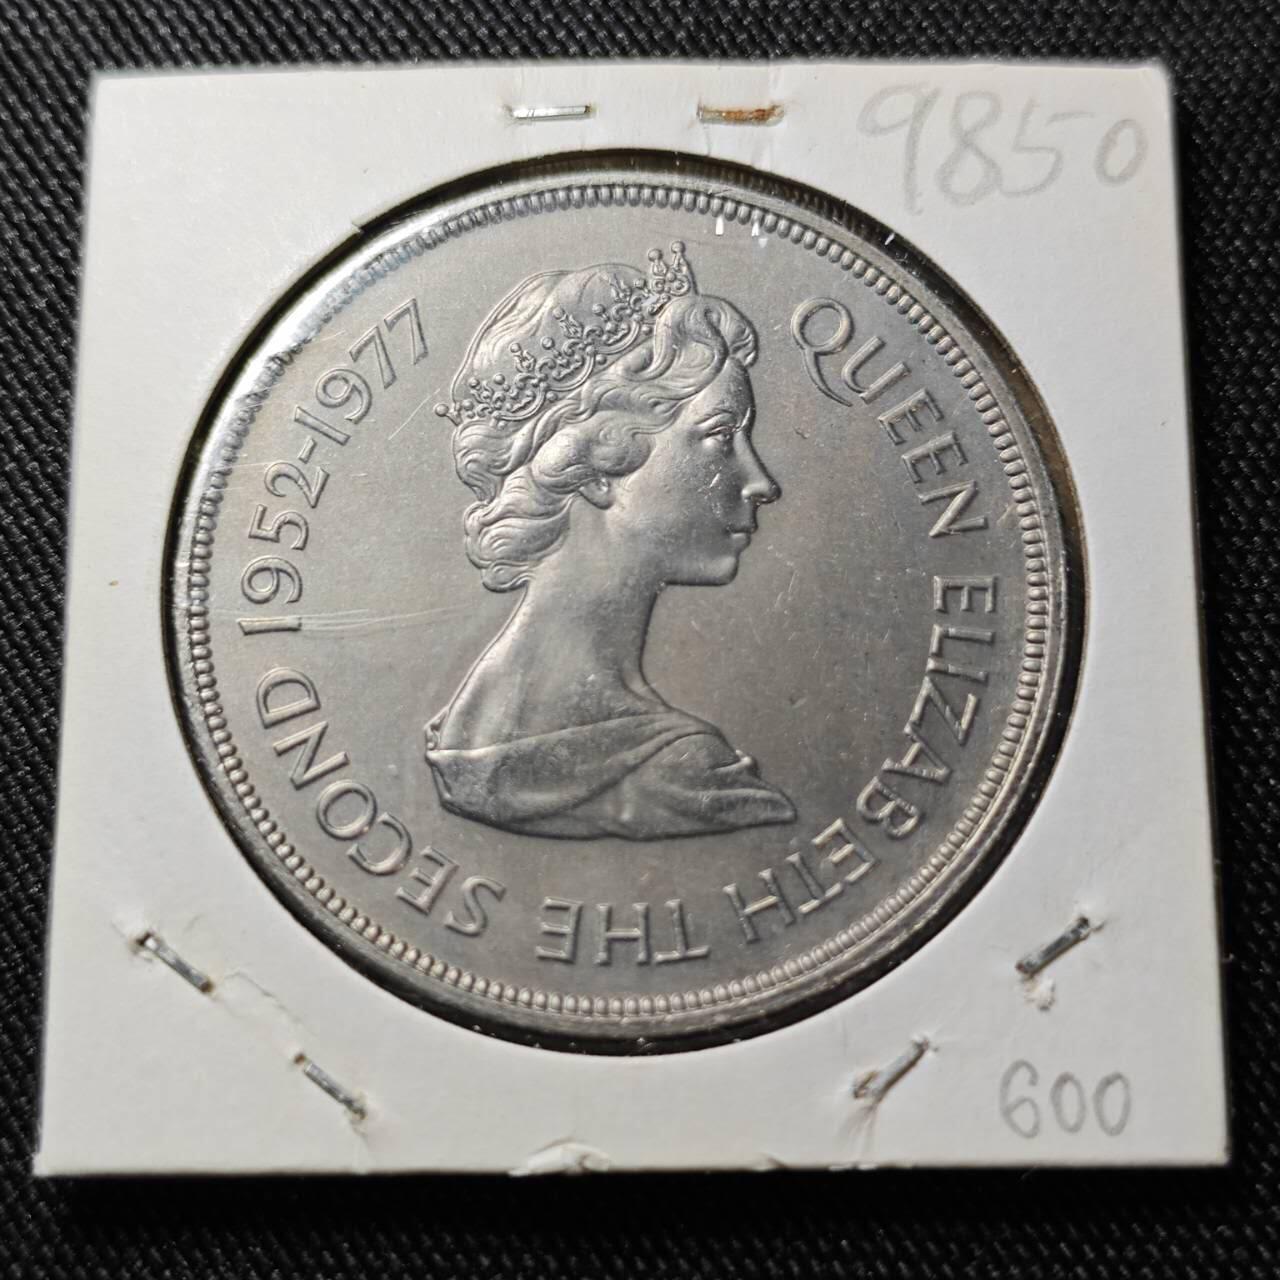 9850
QUEEN ELIZABETH THE SECOND 1952-1977
600